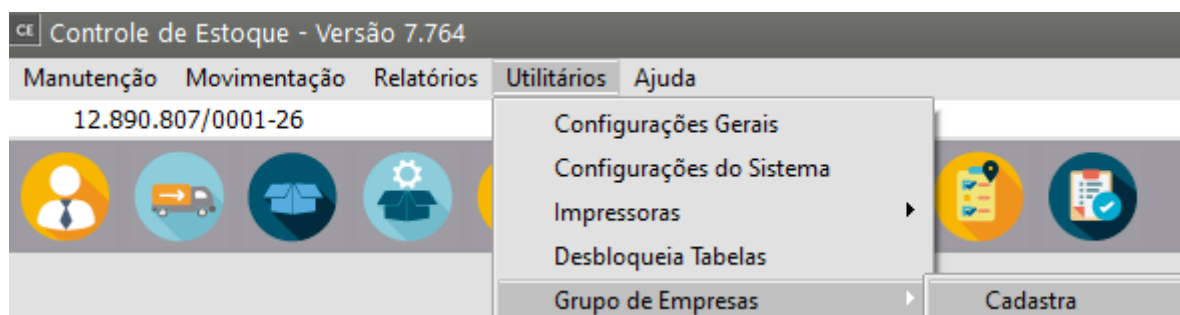 CE Controle de Estoque - Versão 7.764
Manutenção Movimentação Relatórios Utilitários Ajuda
12.890.807/0001-26
Configurações Gerais
Configurações do Sistema
Impressoras
Desbloqueia Tabelas
Grupo de Empresas Cadastra